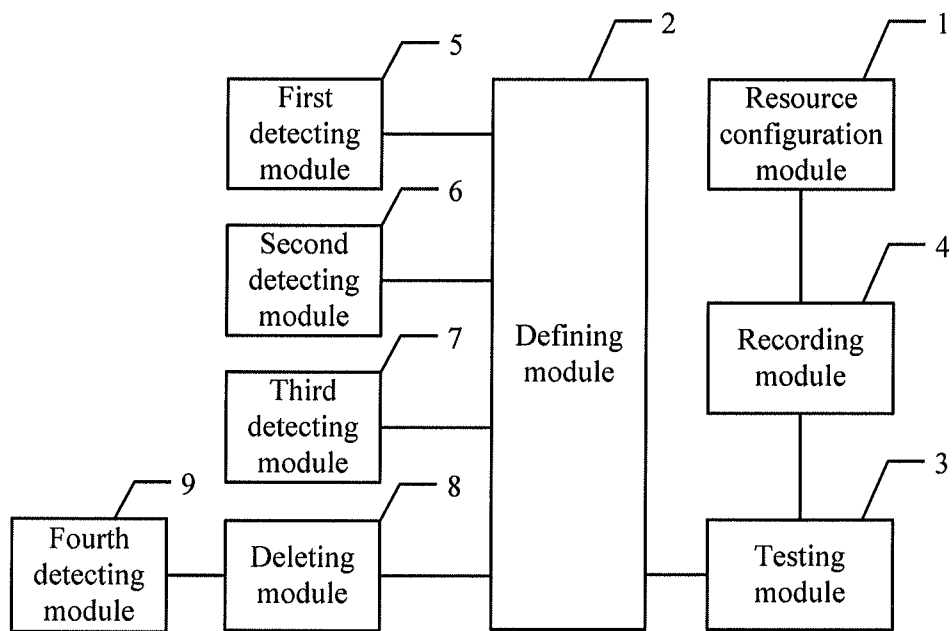 5
2
1
First
detecting
module
Resource
configuration
module
6
Second
detecting
module
4
Defining
module
Recording
module
7
Third
detecting
module
9
8
3
Fourth
detecting
module
Deleting
module
Testing
module